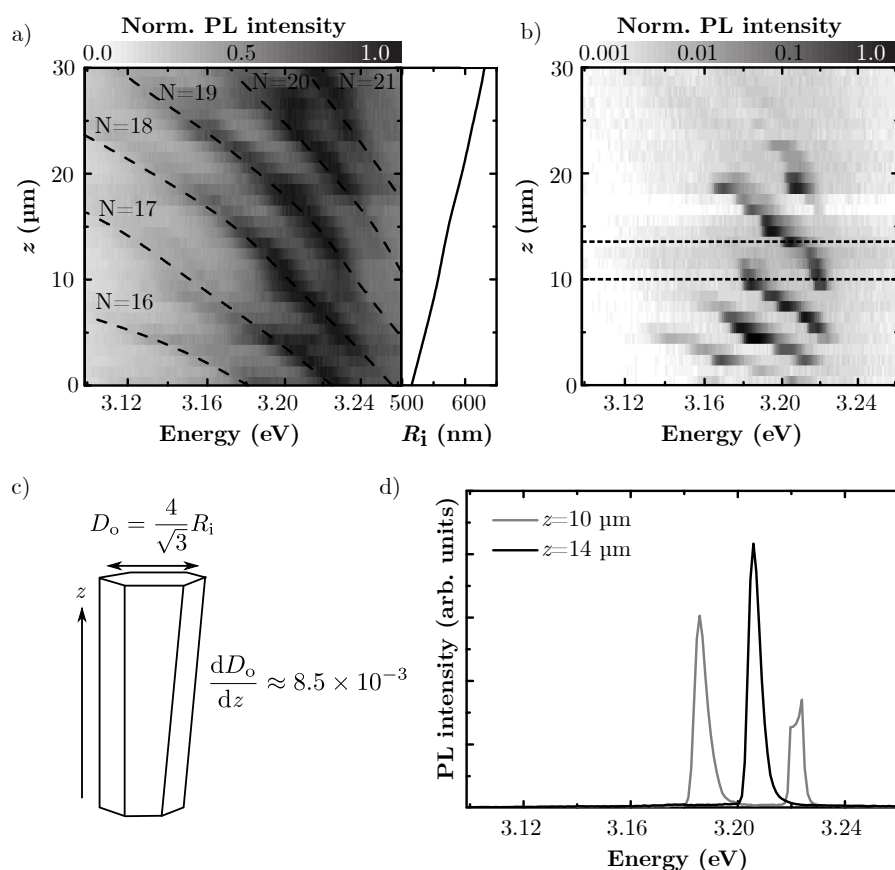 a)
Norm. PL intensity
0.0 0.5 1.0
N=20 N=21
N=19
N=18
N=17
N=16
30
20
10
0
z (µm)
3.12 3.16 3.20 3.24
Energy (eV)
500 600
R_i (nm)
b)
Norm. PL intensity
0.001 0.01 0.1 1.0
30
20
10
0
z (µm)
3.12 3.16 3.20
Energy (eV)
c)
D_o = 4/√3 R_i
z
dD_o/dz ≈ 8.5 × 10⁻³
d)
PL intensity (arb. units)
z=10 µm
z=14 µm
3.12 3.16 3.20 3.24
Energy (eV)